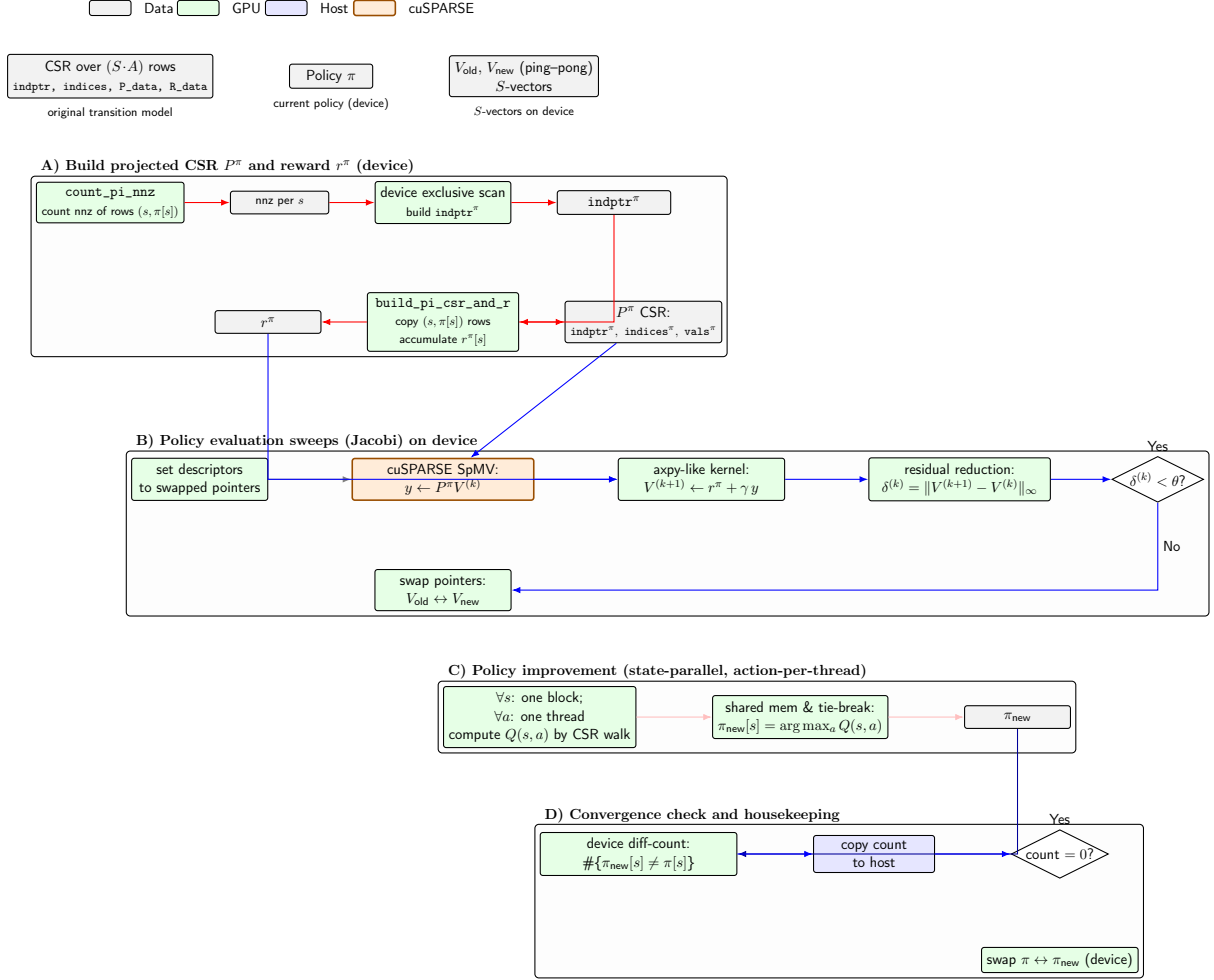 Data GPU Host cuSPARSE
CSR over (S·A) rows
indptr, indices, P_data, R_data
original transition model
Policy π
current policy (device)
V_old, V_new (ping–pong)
S-vectors
S-vectors on device
A) Build projected CSR P^π and reward r^π (device)
count_pi_nnz
count nnz of rows (s, π[s])
nnz per s
device exclusive scan
build indptr^π
indptr^π
r^π
build_pi_csr_and_r
copy (s, π[s]) rows
accumulate r^π[s]
P^π CSR:
indptr^π, indices^π, vals^π
B) Policy evaluation sweeps (Jacobi) on device
set descriptors
to swapped pointers
cuSPARSE SpMV:
y ← P^π V^(k)
axpy-like kernel:
V^(k+1) ← r^π + γ y
residual reduction:
δ^(k) = ‖V^(k+1) − V^(k)‖_∞
Yes
δ^(k) < θ?
No
swap pointers:
V_old ↔ V_new
C) Policy improvement (state-parallel, action-per-thread)
∀s: one block;
∀a: one thread
compute Q(s, a) by CSR walk
shared mem & tie-break:
π_new[s] = arg max_a Q(s, a)
π_new
D) Convergence check and housekeeping
device diff-count:
#{π_new[s] ≠ π[s]}
copy count
to host
Yes
count = 0?
swap π ↔ π_new (device)